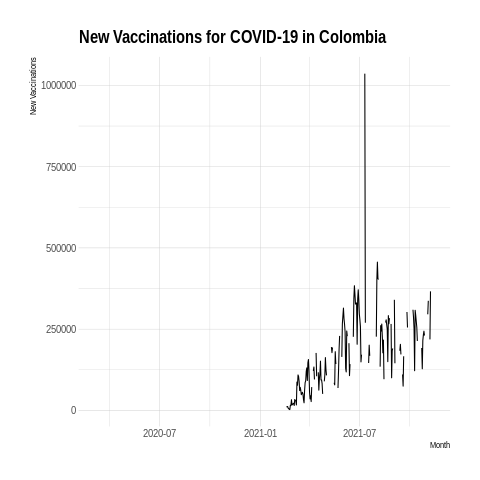 New Vaccinations for COVID-19 in Colombia
New Vaccinations
1000000
750000
500000
250000
0
2020-07
2021-01
2021-07
Month